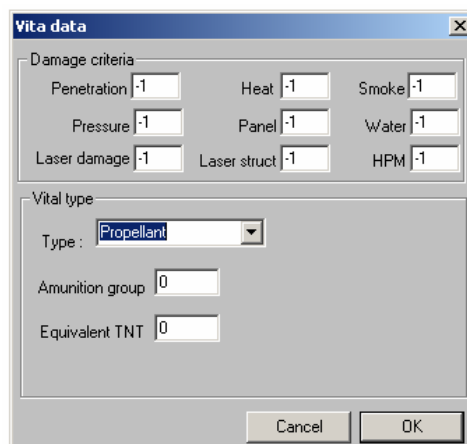 Vita data
Damage criteria
Penetration -1 Heat -1 Smoke -1
Pressure -1 Panel -1 Water -1
Laser damage -1 Laser struct -1 HPM -1
Vital type
Type : Propellant
Amunition group 0
Equivalent TNT 0
Cancel OK